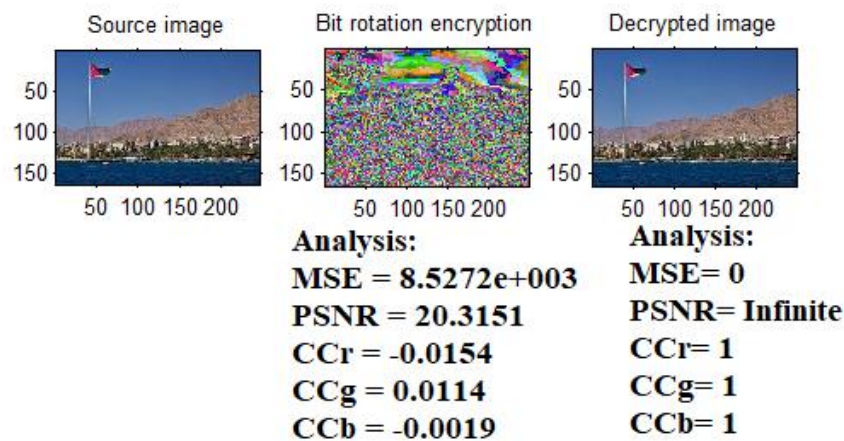 Source image
Bit rotation encryption
Decrypted image
50
100
150
50 100 150 200
50
100
150
50 100 150 200
50
100
150
50 100 150 200
Analysis:
MSE = 8.5272e+003
PSNR = 20.3151
CCr = -0.0154
CCg = 0.0114
CCb = -0.0019
Analysis:
MSE= 0
PSNR= Infinite
CCr= 1
CCg= 1
CCb= 1